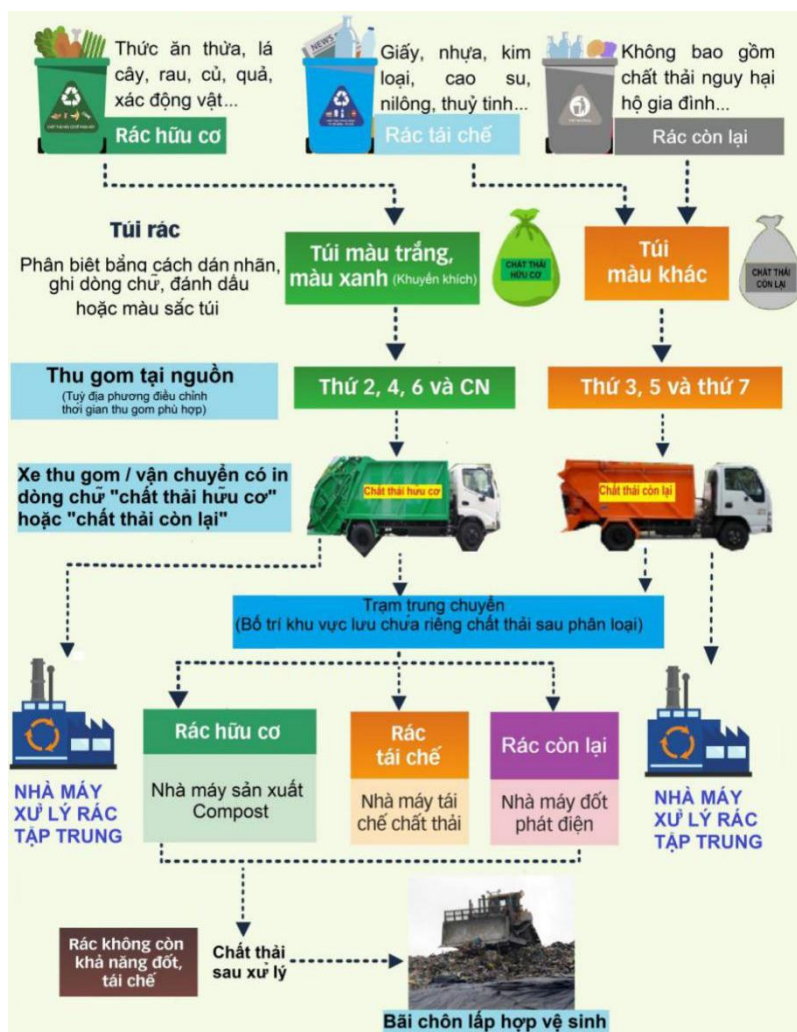 NEWS
Thức ăn thừa, lá
cây, rau, củ, quả,
xác động vật...
Rác hữu cơ
Giấy, nhựa, kim
loại, cao su,
nilông, thuỷ tinh...
Rác tái chế
Không bao gồm
chất thải nguy hại
hộ gia đình...
Rác còn lại
Túi rác
Phân biệt bằng cách dán nhãn,
ghi dòng chữ, đánh dấu
hoặc màu sắc túi
Túi màu trắng,
màu xanh (Khuyến khích)
CHẤT THẢI
HỮU CƠ
Túi
màu khác
CHẤT THẢI
CÒN LẠI
Thu gom tại nguồn
(Tuỳ địa phương điều chỉnh
thời gian thu gom phù hợp)
Thứ 2, 4, 6 và CN
Thứ 3, 5 và thứ 7
Xe thu gom / vận chuyển có in
dòng chữ "chất thải hữu cơ"
hoặc "chất thải còn lại"
Chất thải hữu cơ
Chất thải còn lại
Trạm trung chuyển
(Bố trí khu vực lưu chưa riêng chất thải sau phân loại)
Rác hữu cơ
Nhà máy sản xuất
Compost
Rác
tái chế
Nhà máy tái
chế chất thải
Rác còn lại
Nhà máy đốt
phát điện
NHÀ MÁY
XỬ LÝ RÁC
TẬP TRUNG
NHÀ MÁY
XỬ LÝ RÁC
TẬP TRUNG
Rác không còn
khả năng đốt,
tái chế
Chất thải
sau xử lý
Bãi chôn lấp hợp vệ sinh